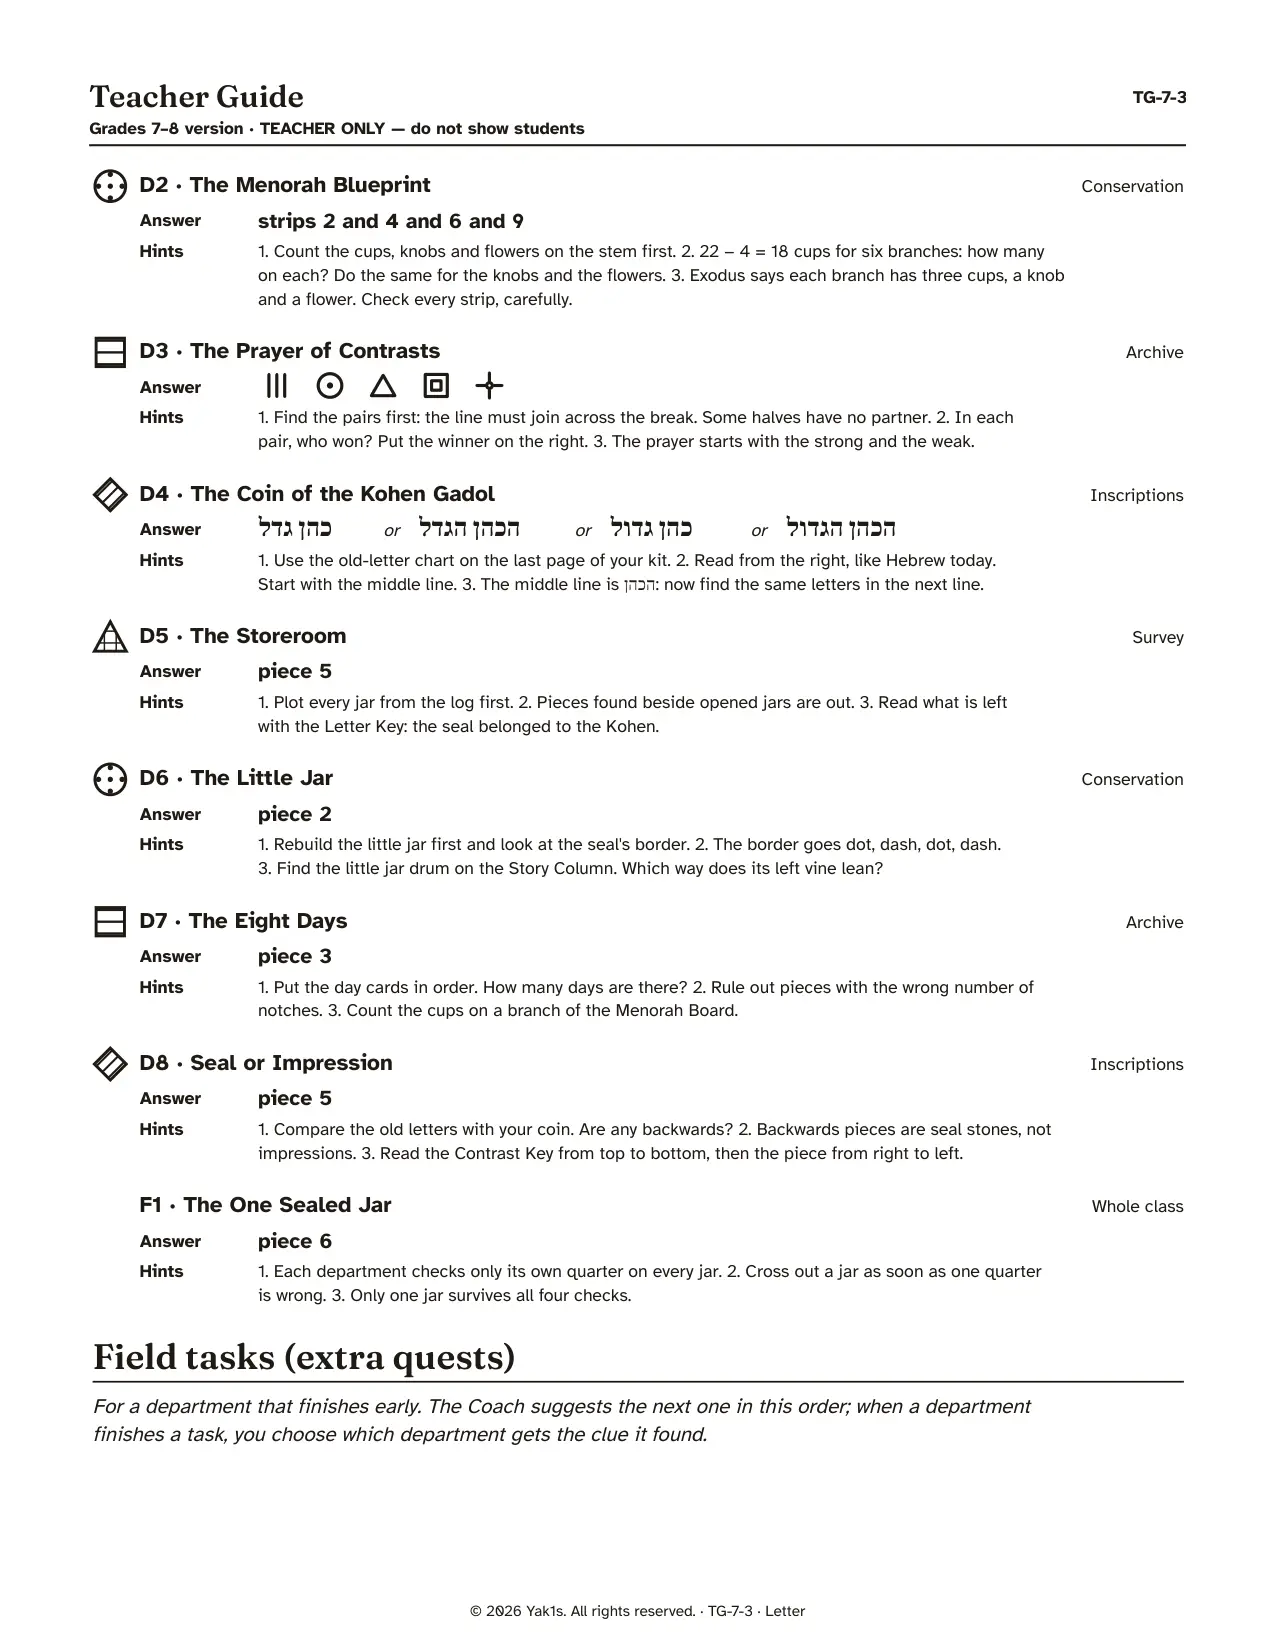 Teacher Guide
TG-7-3
Grades 7–8 version · TEACHER ONLY — do not show students
D2 · The Menorah Blueprint
Conservation
Answer strips 2 and 4 and 6 and 9
Hints 1. Count the cups, knobs and flowers on the stem first. 2. 22 – 4 = 18 cups for six branches: how many
on each? Do the same for the knobs and the flowers. 3. Exodus says each branch has three cups, a knob
and a flower. Check every strip, carefully.
D3 · The Prayer of Contrasts
Archive
Answer
Hints 1. Find the pairs first: the line must join across the break. Some halves have no partner. 2. In each
pair, who won? Put the winner on the right. 3. The prayer starts with the strong and the weak.
D4 · The Coin of the Kohen Gadol
Inscriptions
Answer כהן גדל or הכהן הגדל or כהן גדול or הכהן הגדול
Hints 1. Use the old-letter chart on the last page of your kit. 2. Read from the right, like Hebrew today.
Start with the middle line. 3. The middle line is הכהן: now find the same letters in the next line.
D5 · The Storeroom
Survey
Answer piece 5
Hints 1. Plot every jar from the log first. 2. Pieces found beside opened jars are out. 3. Read what is left
with the Letter Key: the seal belonged to the Kohen.
D6 · The Little Jar
Conservation
Answer piece 2
Hints 1. Rebuild the little jar first and look at the seal's border. 2. The border goes dot, dash, dot, dash.
3. Find the little jar drum on the Story Column. Which way does its left vine lean?
D7 · The Eight Days
Archive
Answer piece 3
Hints 1. Put the day cards in order. How many days are there? 2. Rule out pieces with the wrong number of
notches. 3. Count the cups on a branch of the Menorah Board.
D8 · Seal or Impression
Inscriptions
Answer piece 5
Hints 1. Compare the old letters with your coin. Are any backwards? 2. Backwards pieces are seal stones, not
impressions. 3. Read the Contrast Key from top to bottom, then the piece from right to left.
F1 · The One Sealed Jar
Whole class
Answer piece 6
Hints 1. Each department checks only its own quarter on every jar. 2. Cross out a jar as soon as one quarter
is wrong. 3. Only one jar survives all four checks.
Field tasks (extra quests)
For a department that finishes early. The Coach suggests the next one in this order; when a department
finishes a task, you choose which department gets the clue it found.
© 2026 Yak1s. All rights reserved. · TG-7-3 · Letter